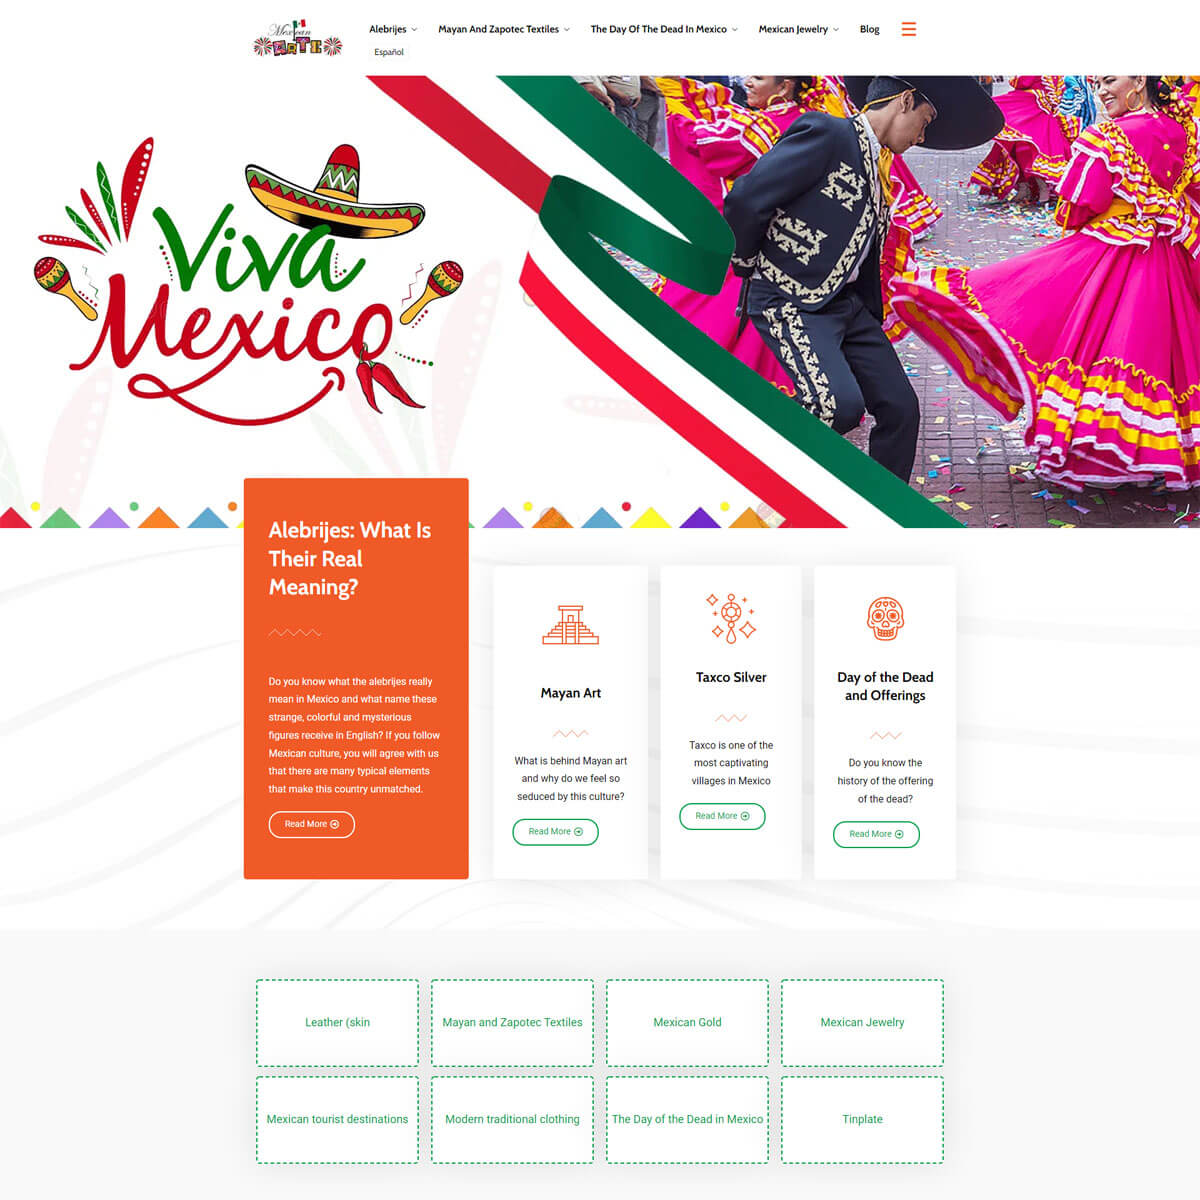 Mexican
ARTE
Alebrijes
Mayan And Zapotec Textiles
The Day Of The Dead In Mexico
Mexican Jewelry
Blog
Español
Viva
Mexico
Alebrijes: What Is
Their Real
Meaning?
Do you know what the alebrijes really
mean in Mexico and what name these
strange, colorful and mysterious
figures receive in English? If you follow
Mexican culture, you will agree with us
that there are many typical elements
that make this country unmatched.
Read More
Mayan Art
What is behind Mayan art
and why do we feel so
seduced by this culture?
Read More
Taxco Silver
Taxco is one of the
most captivating
villages in Mexico
Read More
Day of the Dead
and Offerings
Do you know the
history of the offering
of the dead?
Read More
Leather (skin
Mayan and Zapotec Textiles
Mexican Gold
Mexican Jewelry
Mexican tourist destinations
Modern traditional clothing
The Day of the Dead in Mexico
Tinplate